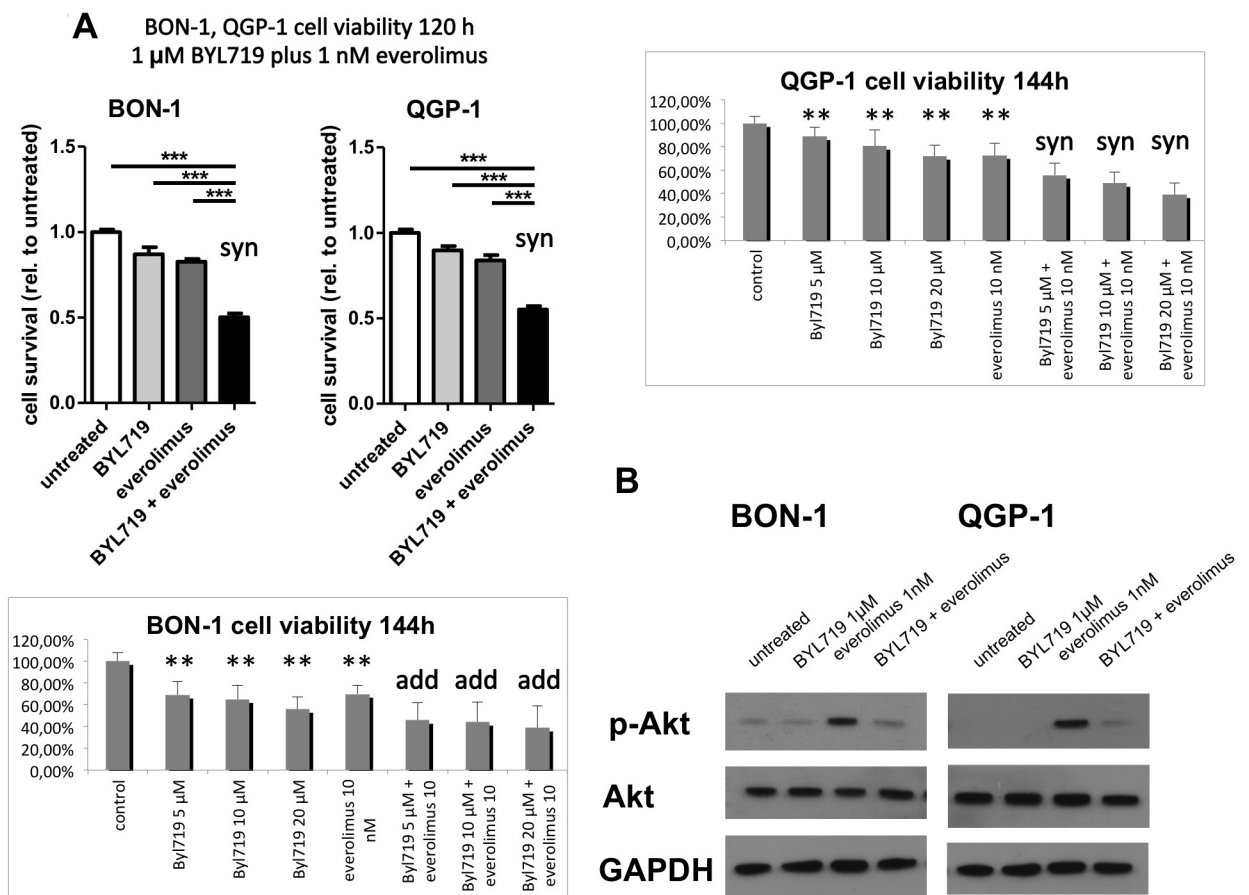 A
BON-1, QGP-1 cell viability 120 h
1 µM BYL719 plus 1 nM everolimus
BON-1
cell survival (rel. to untreated)
1.5
1.0
0.5
0.0
***
***
***
syn
untreated
BYL719
everolimus
BYL719 + everolimus
QGP-1
cell survival (rel. to untreated)
1.5
1.0
0.5
0.0
***
***
***
syn
untreated
BYL719
everolimus
BYL719 + everolimus
QGP-1 cell viability 144h
120,00%
100,00%
80,00%
60,00%
40,00%
20,00%
0,00%
** ** ** ** syn syn syn
control
Byl719 5 µM
Byl719 10 µM
Byl719 20 µM
everolimus 10 nM
Byl719 5 µM +
everolimus 10 nM
Byl719 10 µM +
everolimus 10 nM
Byl719 20 µM +
everolimus 10 nM
BON-1 cell viability 144h
120,00%
100,00%
80,00%
60,00%
40,00%
20,00%
0,00%
** ** ** ** add add add
control
Byl719 5 µM
Byl719 10 µM
Byl719 20 µM
everolimus 10
nM
Byl719 5 µM +
everolimus 10
Byl719 10 µM +
everolimus 10
Byl719 20 µM +
everolimus 10
B
BON-1
QGP-1
untreated
BYL719 1µM
everolimus 1nM
BYL719 + everolimus
untreated
BYL719 1µM
everolimus 1nM
BYL719 + everolimus
p-Akt
Akt
GAPDH